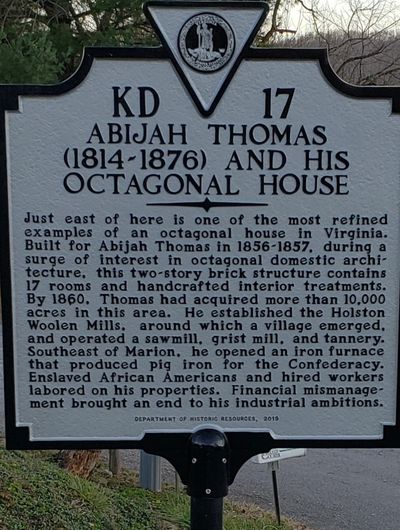 KD 17
ABIJAH THOMAS
(1814-1876) AND HIS
OCTAGONAL HOUSE
Just east of here is one of the most refined
examples of an octagonal house in Virginia.
Built for Abijah Thomas in 1856-1857, during a
surge of interest in octagonal domestic archi-
tecture, this two-story brick structure contains
17 rooms and handcrafted interior treatments.
By 1860, Thomas had acquired more than 10,000
acres in this area. He established the Holston
Woolen Mills, around which a village emerged,
and operated a sawmill, grist mill, and tannery.
Southeast of Marion, he opened an iron furnace
that produced pig iron for the Confederacy.
Enslaved African Americans and hired workers
labored on his properties. Financial mismanage-
ment brought an end to his industrial ambitions.
DEPARTMENT OF HISTORIC RESOURCES, 2019